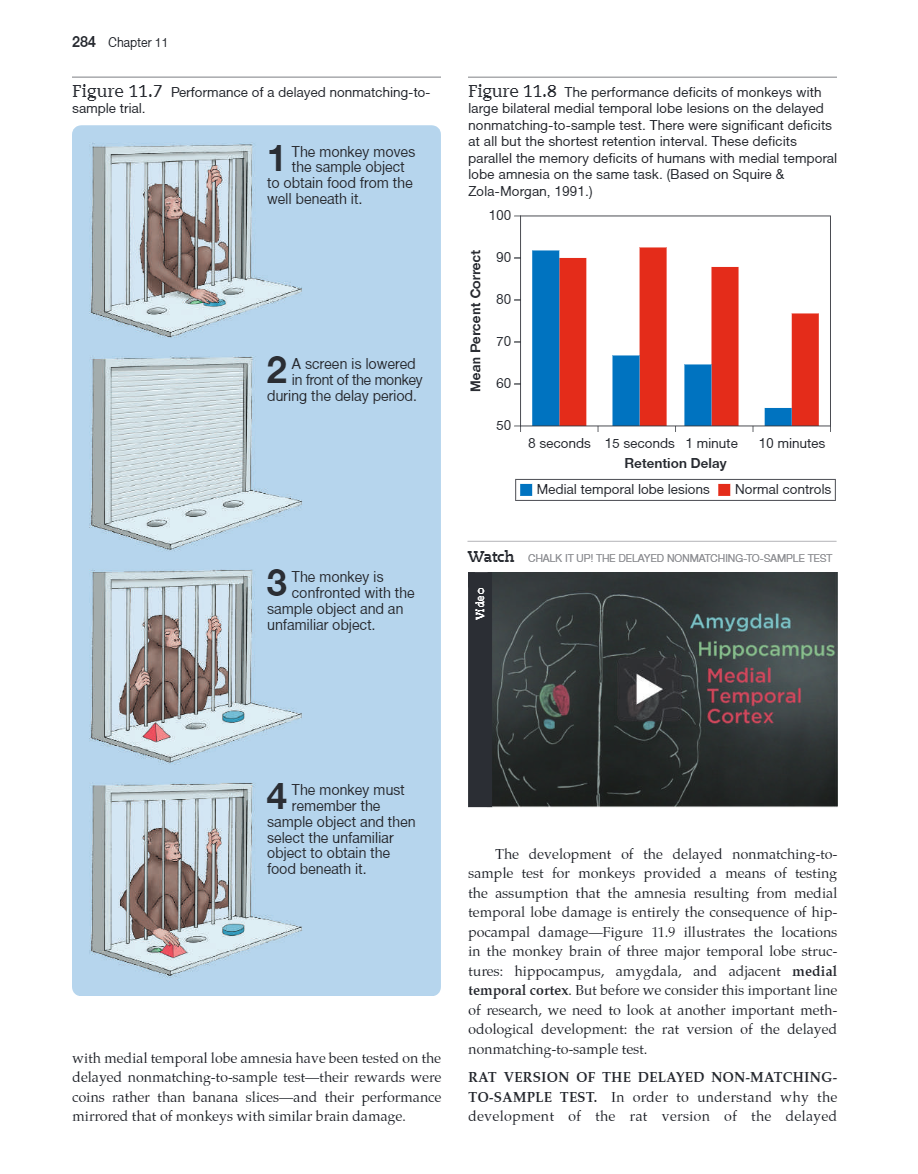 284 Chapter 11
Figure 11.7 Performance of a delayed nonmatching-to-
sample trial.
1 The monkey moves
the sample object
to obtain food from the
well beneath it.
2 A screen is lowered
in front of the monkey
during the delay period.
3 The monkey is
confronted with the
sample object and an
unfamiliar object.
4 The monkey must
remember the
sample object and then
select the unfamiliar
object to obtain the
food beneath it.
with medial temporal lobe amnesia have been tested on the
delayed nonmatching-to-sample test—their rewards were
coins rather than banana slices—and their performance
mirrored that of monkeys with similar brain damage.
Figure 11.8 The performance deficits of monkeys with
large bilateral medial temporal lobe lesions on the delayed
nonmatching-to-sample test. There were significant deficits
at all but the shortest retention interval. These deficits
parallel the memory deficits of humans with medial temporal
lobe amnesia on the same task. (Based on Squire &
Zola-Morgan, 1991.)
100
90
80
70
60
50
Mean Percent Correct
8 seconds 15 seconds 1 minute 10 minutes
Retention Delay
Medial temporal lobe lesions Normal controls
Watch CHALK IT UP! THE DELAYED NONMATCHING-TO-SAMPLE TEST
Video
Amygdala
Hippocampus
Medial
Temporal
Cortex
The development of the delayed nonmatching-to-
sample test for monkeys provided a means of testing
the assumption that the amnesia resulting from medial
temporal lobe damage is entirely the consequence of hip-
pocampal damage—Figure 11.9 illustrates the locations
in the monkey brain of three major temporal lobe struc-
tures: hippocampus, amygdala, and adjacent medial
temporal cortex. But before we consider this important line
of research, we need to look at another important meth-
odological development: the rat version of the delayed
nonmatching-to-sample test.
RAT VERSION OF THE DELAYED NON-MATCHING-
TO-SAMPLE TEST. In order to understand why the
development of the rat version of the delayed